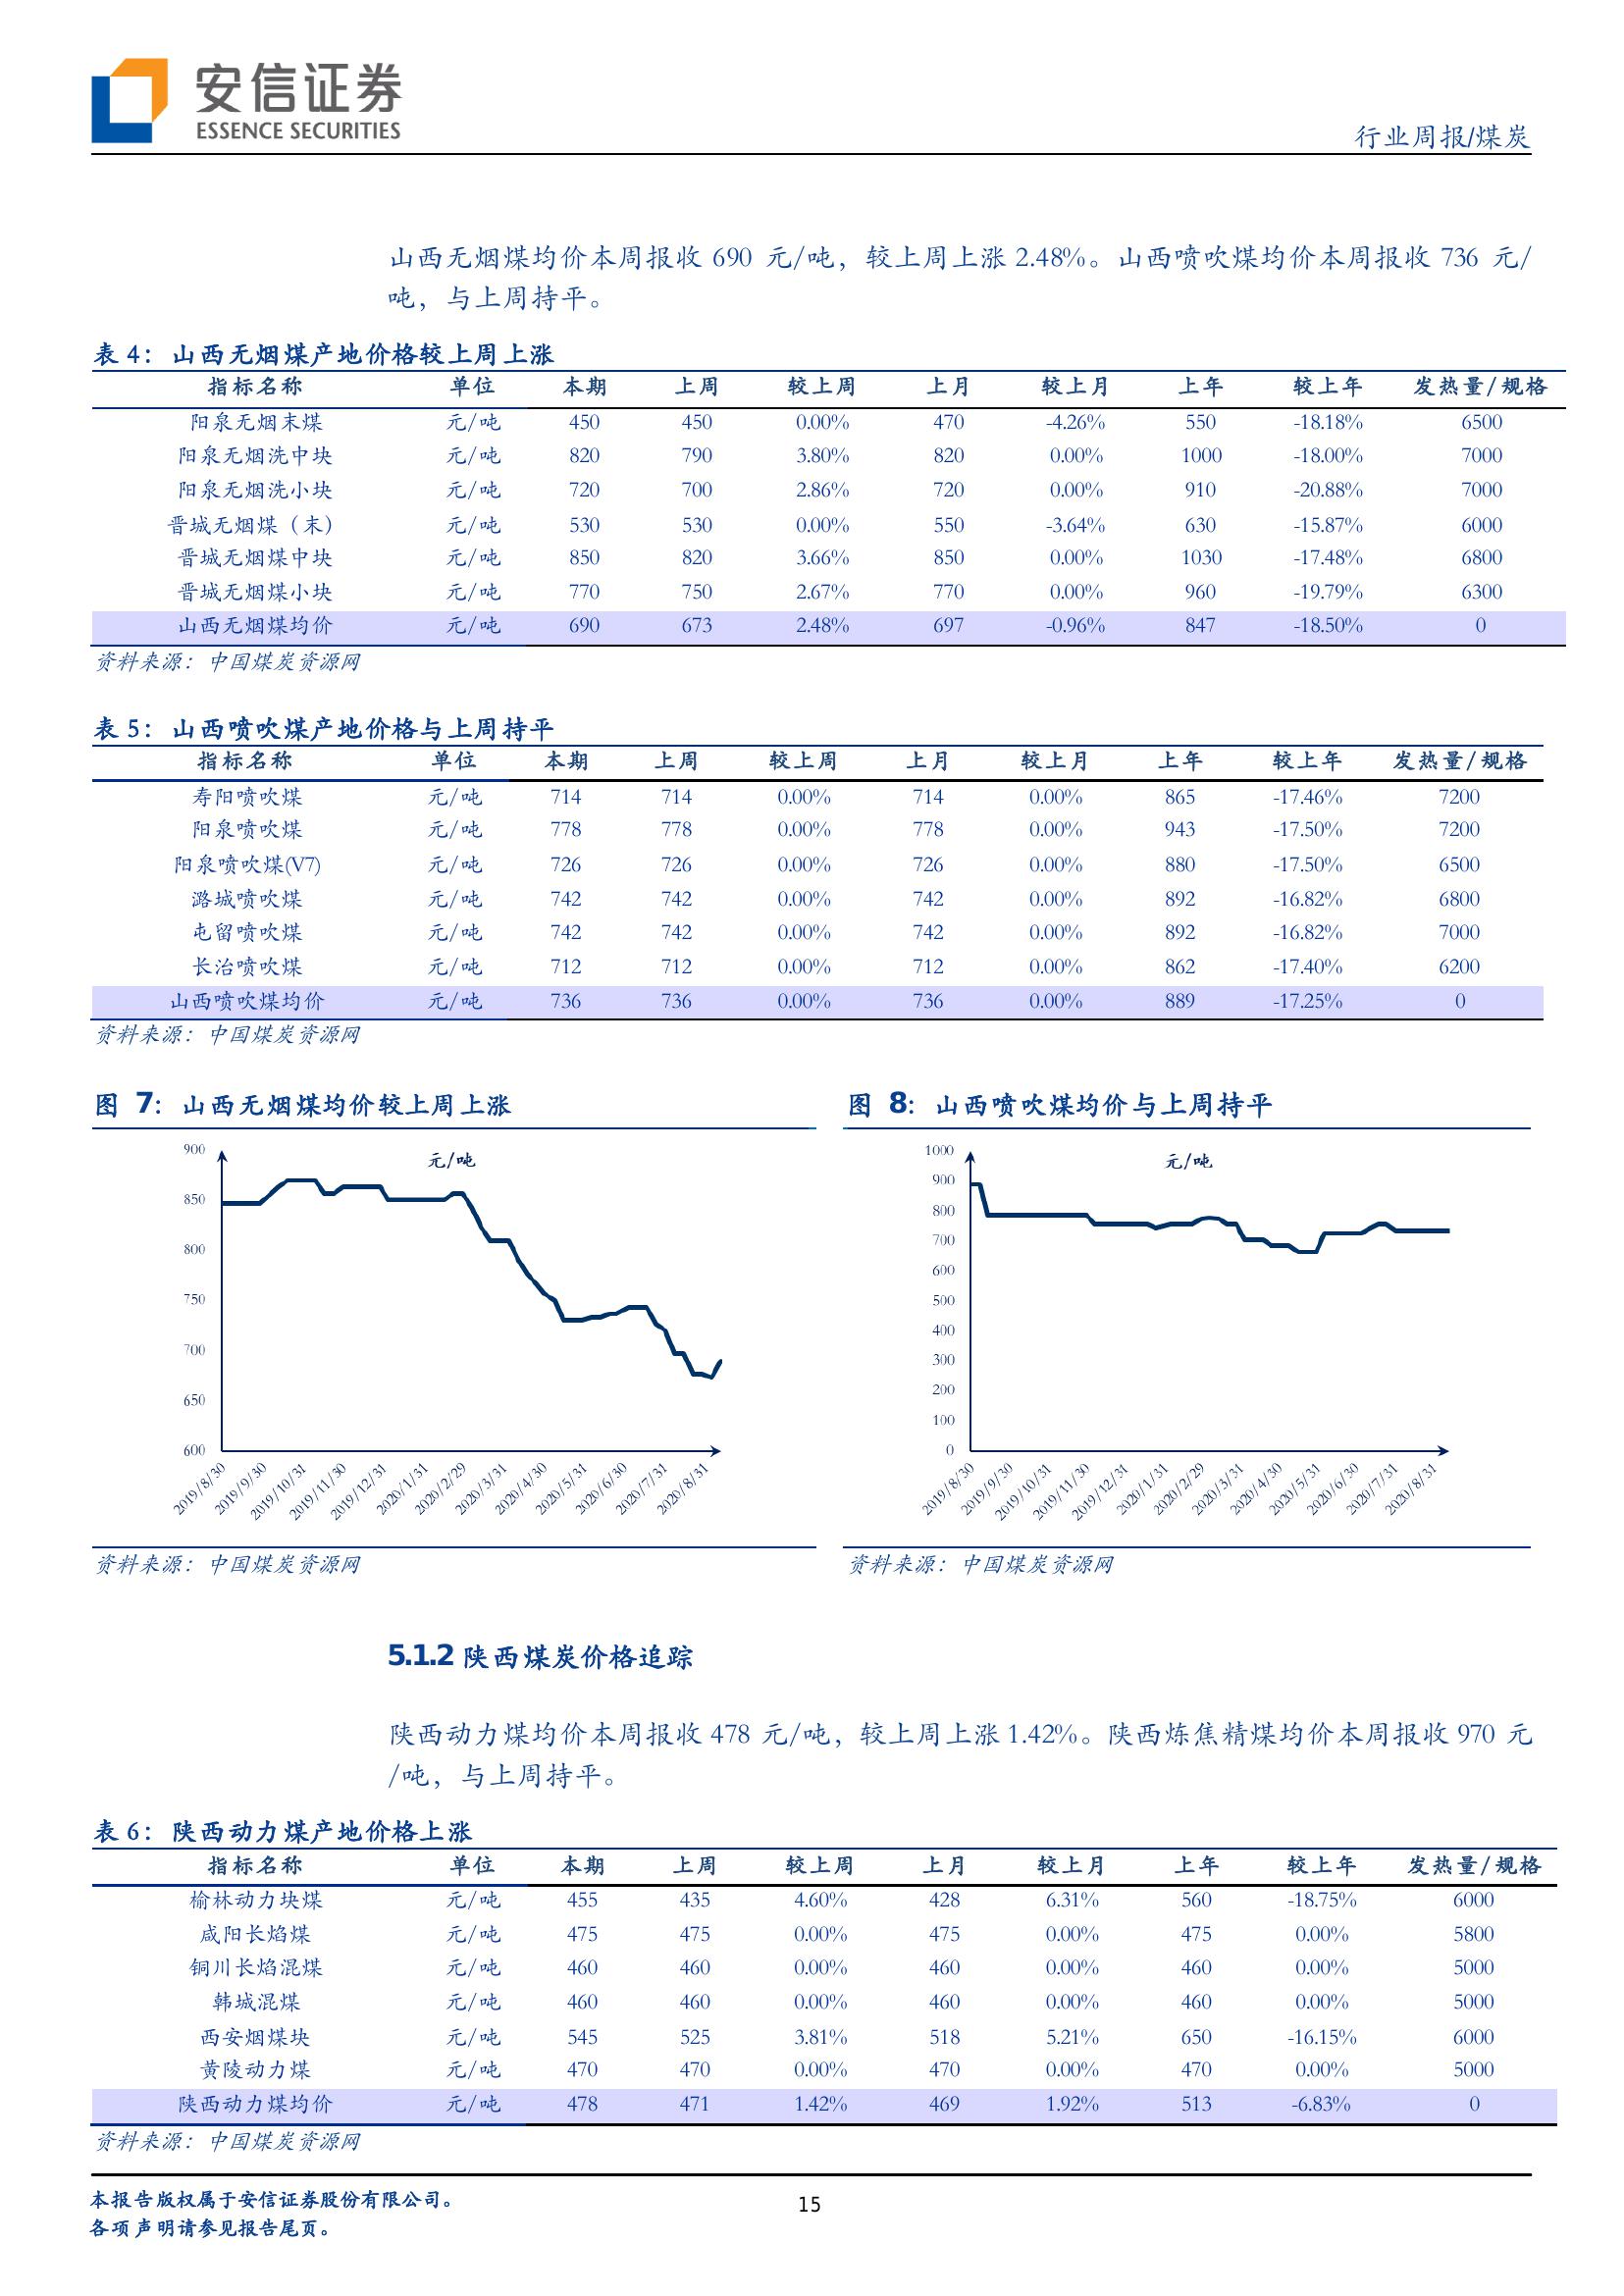 安信证券
ESSENCE SECURITIES
行业周报/煤炭
山西无烟煤均价本周报收 690 元/吨，较上周上涨 2.48%。山西喷吹煤均价本周报收 736 元/
吨，与上周持平。
表 4：山西无烟煤产地价格较上周上涨
指标名称 单位 本期 上周 较上周 上月 较上月 上年 较上年 发热量/规格
阳泉无烟末煤 元/吨 450 450 0.00% 470 -4.26% 550 -18.18% 6500
阳泉无烟洗中块 元/吨 820 790 3.80% 820 0.00% 1000 -18.00% 7000
阳泉无烟洗小块 元/吨 720 700 2.86% 720 0.00% 910 -20.88% 7000
晋城无烟煤（末） 元/吨 530 530 0.00% 550 -3.64% 630 -15.87% 6000
晋城无烟煤中块 元/吨 850 820 3.66% 850 0.00% 1030 -17.48% 6800
晋城无烟煤小块 元/吨 770 750 2.67% 770 0.00% 960 -19.79% 6300
山西无烟煤均价 元/吨 690 673 2.48% 697 -0.96% 847 -18.50% 0
资料来源：中国煤炭资源网
表 5：山西喷吹煤产地价格与上周持平
指标名称 单位 本期 上周 较上周 上月 较上月 上年 较上年 发热量/规格
寿阳喷吹煤 元/吨 714 714 0.00% 714 0.00% 865 -17.46% 7200
阳泉喷吹煤 元/吨 778 778 0.00% 778 0.00% 943 -17.50% 7200
阳泉喷吹煤(V7) 元/吨 726 726 0.00% 726 0.00% 880 -17.50% 6500
潞城喷吹煤 元/吨 742 742 0.00% 742 0.00% 892 -16.82% 6800
屯留喷吹煤 元/吨 742 742 0.00% 742 0.00% 892 -16.82% 7000
长治喷吹煤 元/吨 712 712 0.00% 712 0.00% 862 -17.40% 6200
山西喷吹煤均价 元/吨 736 736 0.00% 736 0.00% 889 -17.25% 0
资料来源：中国煤炭资源网
图 7：山西无烟煤均价较上周上涨
元/吨
900
850
800
750
700
650
600
2019/8/30 2019/9/30 2019/10/31 2019/11/30 2019/12/31 2020/1/31 2020/2/29 2020/3/31 2020/4/30 2020/5/31 2020/6/30 2020/7/31 2020/8/31
资料来源：中国煤炭资源网
图 8：山西喷吹煤均价与上周持平
元/吨
1000
900
800
700
600
500
400
300
200
100
0
2019/8/30 2019/9/30 2019/10/31 2019/11/30 2019/12/31 2020/1/31 2020/2/29 2020/3/31 2020/4/30 2020/5/31 2020/6/30 2020/7/31 2020/8/31
资料来源：中国煤炭资源网
5.1.2 陕西煤炭价格追踪
陕西动力煤均价本周报收 478 元/吨，较上周上涨 1.42%。陕西炼焦精煤均价本周报收 970 元
/吨，与上周持平。
表 6：陕西动力煤产地价格上涨
指标名称 单位 本期 上周 较上周 上月 较上月 上年 较上年 发热量/规格
榆林动力块煤 元/吨 455 435 4.60% 428 6.31% 560 -18.75% 6000
咸阳长焰煤 元/吨 475 475 0.00% 475 0.00% 475 0.00% 5800
铜川长焰混煤 元/吨 460 460 0.00% 460 0.00% 460 0.00% 5000
韩城混煤 元/吨 460 460 0.00% 460 0.00% 460 0.00% 5000
西安烟煤块 元/吨 545 525 3.81% 518 5.21% 650 -16.15% 6000
黄陵动力煤 元/吨 470 470 0.00% 470 0.00% 470 0.00% 5000
陕西动力煤均价 元/吨 478 471 1.42% 469 1.92% 513 -6.83% 0
资料来源：中国煤炭资源网
本报告版权属于安信证券股份有限公司。
各项声明请参见报告尾页。
15